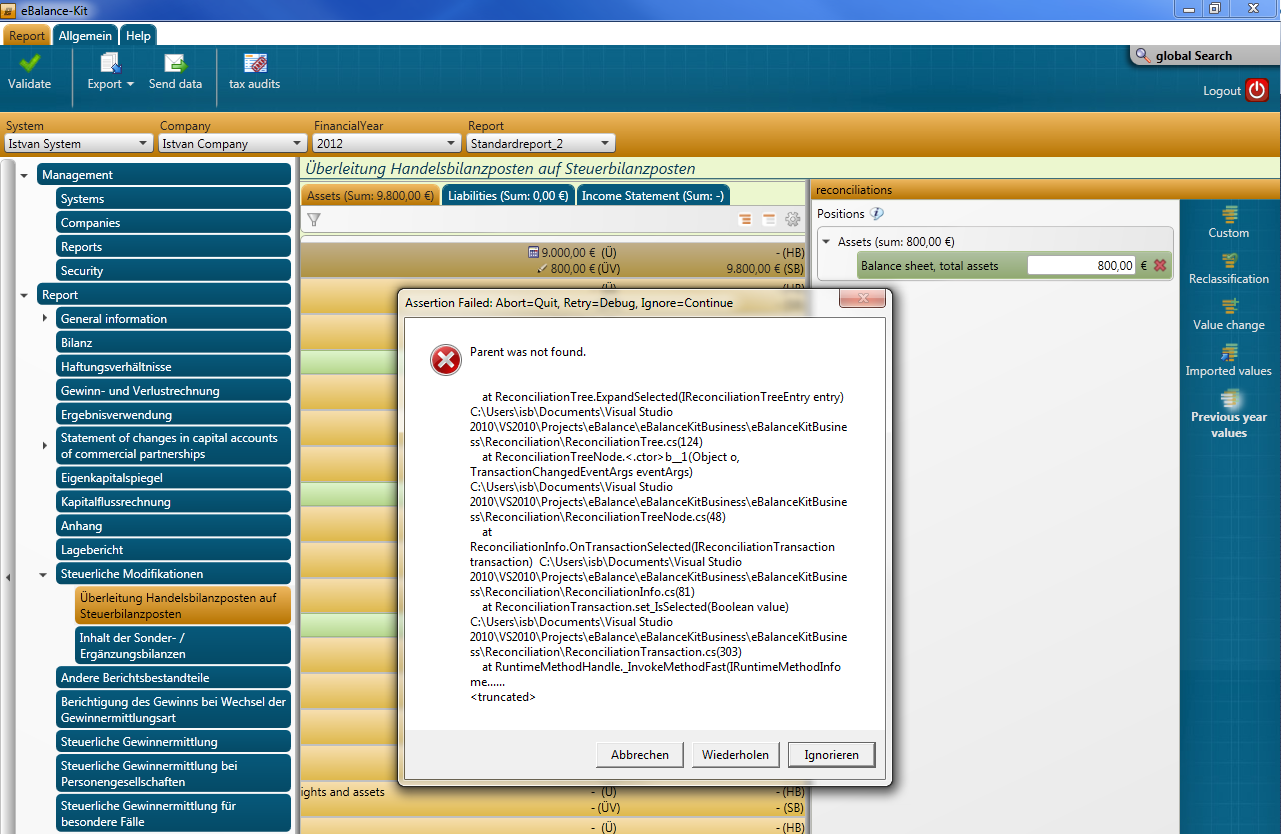 eBalance-Kit
Report
Allgemein
Help
Validate
Export
Send data
tax audits
global Search
Logout
System
Company
FinancialYear
Report
Istvan System
Istvan Company
2012
Standardreport_2
Management
Systems
Companies
Reports
Security
Report
General information
Bilanz
Haftungsverhältnisse
Gewinn- und Verlustrechnung
Ergebnisverwendung
Statement of changes in capital accounts
of commercial partnerships
Eigenkapitalspiegel
Kapitalflussrechnung
Anhang
Lagebericht
Steuerliche Modifikationen
Überleitung Handelsbilanzposten auf
Steuerbilanzposten
Inhalt der Sonder- /
Ergänzungsbilanzen
Andere Berichtsbestandteile
Berichtigung des Gewinns bei Wechsel der
Gewinnermittlungsart
Steuerliche Gewinnermittlung
Steuerliche Gewinnermittlung bei
Personengesellschaften
Steuerliche Gewinnermittlung für
besondere Fälle
Überleitung Handelsbilanzposten auf Steuerbilanzposten
Assets (Sum: 9.800,00 €)
Liabilities (Sum: 0,00 €)
Income Statement (Sum: -)
9.000,00 € (Ü)
- (HB)
800,00 € (ÜV)
9.800,00 € (SB)
Assertion Failed: Abort=Quit, Retry=Debug, Ignore=Continue
Parent was not found.
at ReconciliationTree.ExpandSelected(IReconciliationTreeEntry entry)
C:\Users\isb\Documents\Visual Studio
2010\VS2010\Projects\eBalance\eBalanceKitBusiness\eBalanceKitBusine
ss\Reconciliation\ReconciliationTree.cs(124)
at ReconciliationTreeNode.<.ctor>b__1(Object o,
TransactionChangedEventArgs eventArgs)
C:\Users\isb\Documents\Visual Studio
2010\VS2010\Projects\eBalance\eBalanceKitBusiness\eBalanceKitBusine
ss\Reconciliation\ReconciliationTreeNode.cs(48)
at
ReconciliationInfo.OnTransactionSelected(IReconciliationTransaction
transaction) C:\Users\isb\Documents\Visual Studio
2010\VS2010\Projects\eBalance\eBalanceKitBusiness\eBalanceKitBusine
ss\Reconciliation\ReconciliationInfo.cs(81)
at ReconciliationTransaction.set_IsSelected(Boolean value)
C:\Users\isb\Documents\Visual Studio
2010\VS2010\Projects\eBalance\eBalanceKitBusiness\eBalanceKitBusine
ss\Reconciliation\ReconciliationTransaction.cs(303)
at RuntimeMethodHandle._InvokeMethodFast(IRuntimeMethodInfo
me......
<truncated>
Abbrechen
Wiederholen
Ignorieren
ights and assets
- (Ü)
- (HB)
- (ÜV)
- (SB)
- (Ü)
- (HB)
reconciliations
Positions
Assets (sum: 800,00 €)
Balance sheet, total assets
800,00 €
Custom
Reclassification
Value change
Imported values
Previous year
values